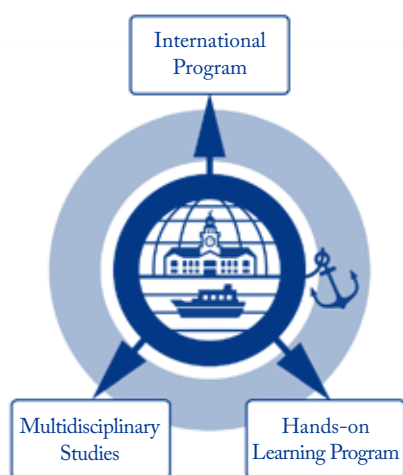 International
Program
Multidisciplinary
Studies
Hands-on
Learning Program